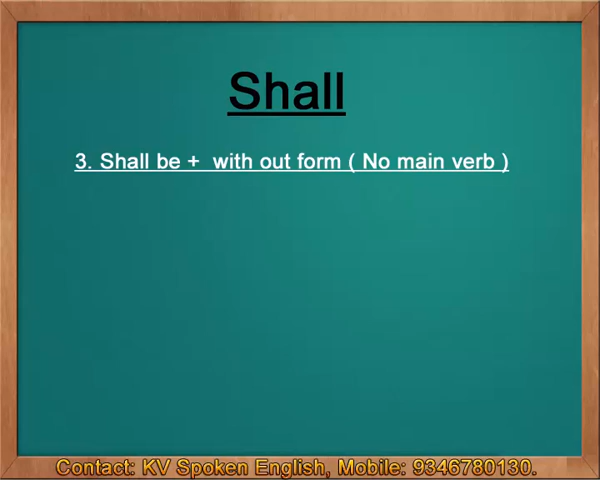 Shall
3. Shall be +  with out form ( No main verb )
Contact: KV Spoken English, Mobile: 9346780130.